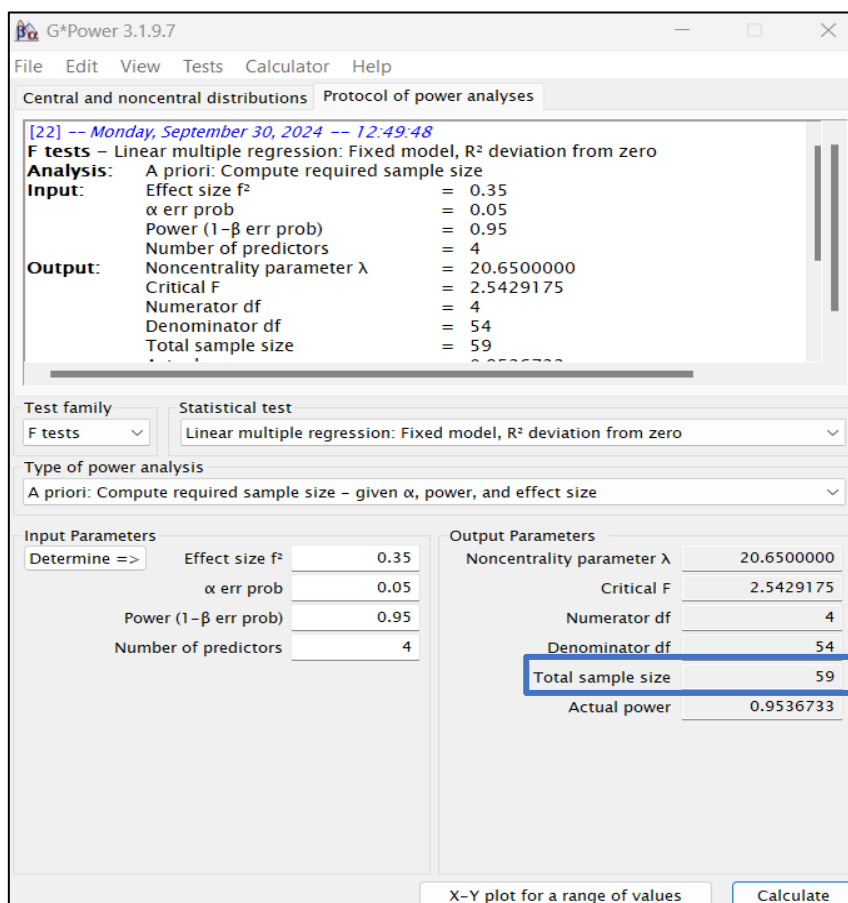 G*Power 3.1.9.7
File Edit View Tests Calculator Help
Central and noncentral distributions Protocol of power analyses
[22] -- Monday, September 30, 2024 -- 12:49:48
F tests – Linear multiple regression: Fixed model, R² deviation from zero
Analysis: A priori: Compute required sample size
Input: Effect size f² = 0.35
α err prob = 0.05
Power (1-β err prob) = 0.95
Number of predictors = 4
Output: Noncentrality parameter λ = 20.6500000
Critical F = 2.5429175
Numerator df = 4
Denominator df = 54
Total sample size = 59
Test family Statistical test
F tests Linear multiple regression: Fixed model, R² deviation from zero
Type of power analysis
A priori: Compute required sample size – given α, power, and effect size
Input Parameters Output Parameters
Determine => Effect size f² 0.35 Noncentrality parameter λ 20.6500000
α err prob 0.05 Critical F 2.5429175
Power (1-β err prob) 0.95 Numerator df 4
Number of predictors 4 Denominator df 54
Total sample size 59
Actual power 0.9536733
X-Y plot for a range of values Calculate